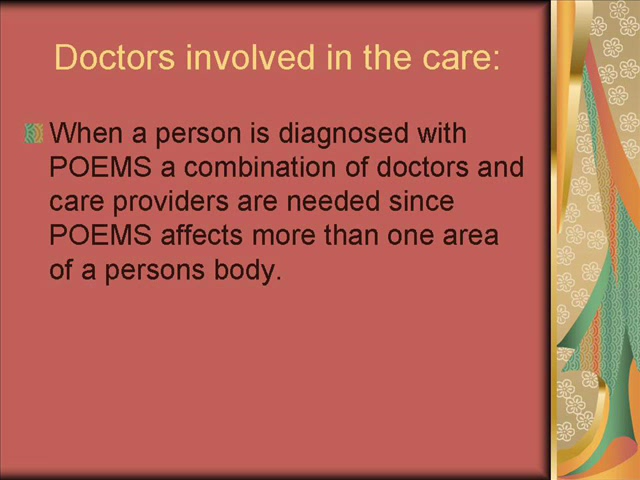 Doctors involved in the care:
When a person is diagnosed with
POEMS a combination of doctors and
care providers are needed since
POEMS affects more than one area
of a persons body.